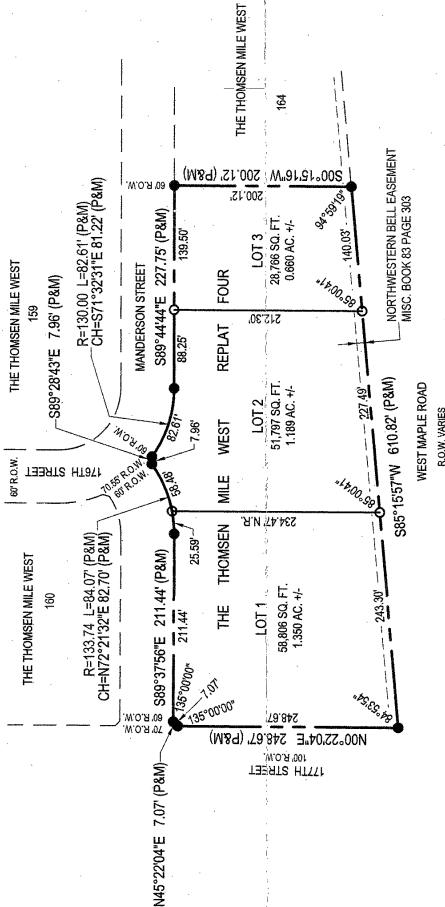 THE THOMSEN MILE WEST
159
THE THOMSEN MILE WEST
160
THE THOMSEN MILE WEST
164
60' R.O.W.
176TH STREET
70.55' R.O.W.
60' R.O.W.
60' R.O.W.
S89°28'43"E 7.96' (P&M)
R=130.00 L=82.61' (P&M)
CH=S71°32'31"E 81.22' (P&M)
R=133.74 L=84.07' (P&M)
CH=N72°21'32"E 82.70' (P&M)
MANDERSON STREET
60' R.O.W.
S89°37'56"E 211.44' (P&M)
S89°44'44"E 227.75' (P&M)
N45°22'04"E 7.07' (P&M)
60' R.O.W.
70' R.O.W.
135°00'00"
7.07'
135°00'00"
211.44'
25.59'
58.48'
7.96'
82.61'
88.25'
139.50'
THE THOMSEN MILE WEST REPLAT FOUR
LOT 1
58,806 SQ. FT.
1.350 AC. +/-
LOT 2
51,797 SQ. FT.
1.189 AC. +/-
LOT 3
28,766 SQ. FT.
0.660 AC. +/-
177TH STREET
100' R.O.W.
N00°22'04"E 248.67' (P&M)
248.67'
234.47' N.R.
212.30'
200.12'
S00°15'16"W 200.12' (P&M)
84°53'54"
243.30'
85°00'41"
227.49'
85°00'41"
140.03'
94°59'19"
S85°15'57"W 610.82' (P&M)
NORTHWESTERN BELL EASEMENT
MISC. BOOK 83 PAGE 303
WEST MAPLE ROAD
R.O.W. VARIES